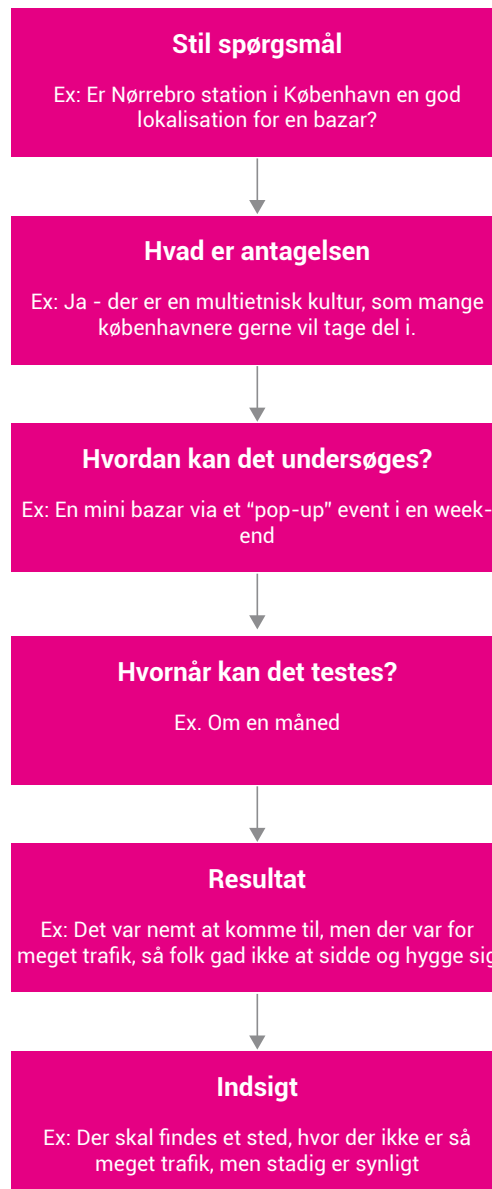 Stil spørgsmål
Ex: Er Nørrebro station i København en god
lokalisation for en bazar?
Hvad er antagelsen
Ex: Ja - der er en multietnisk kultur, som mange
københavnere gerne vil tage del i.
Hvordan kan det undersøges?
Ex: En mini bazar via et “pop-up” event i en week-
end
Hvornår kan det testes?
Ex. Om en måned
Resultat
Ex: Det var nemt at komme til, men der var for
meget trafik, så folk gad ikke at sidde og hygge sig
Indsigt
Ex: Der skal findes et sted, hvor der ikke er så
meget trafik, men stadig er synligt